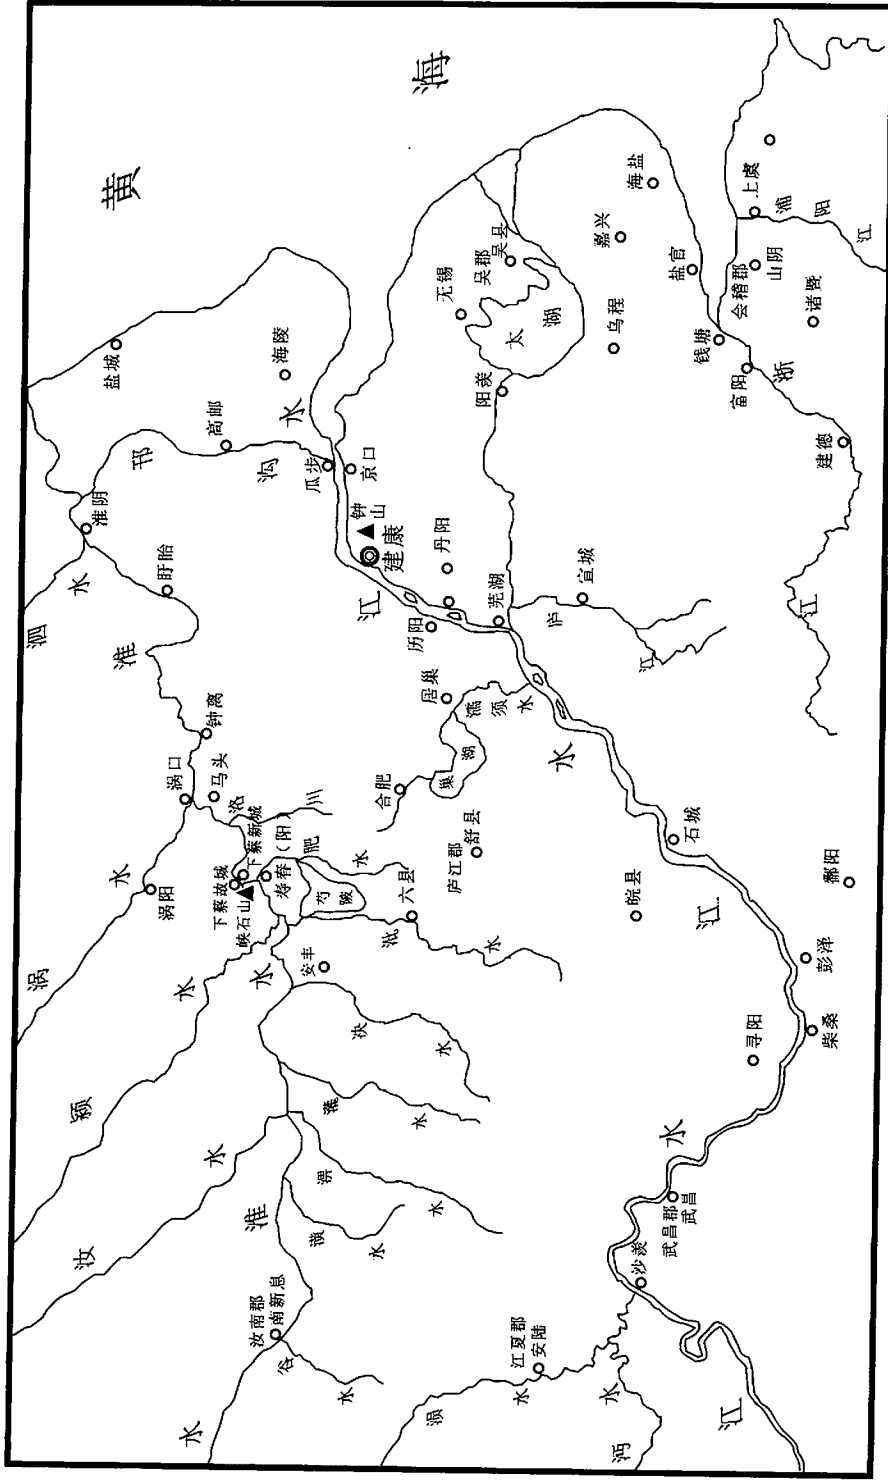 黄海
盐城
海陵
高邮
邗沟
水
瓜步
京口
钟山
建康
丹阳
江
历阳
芜湖
淮阴
泗水
盱眙
淮
钟离
涡口
马头
洛川
涡阳
涡水
下蔡故城
下蔡新城
峡石山
寿春(阳)
肥水
芍陂
六县
沘水
安丰
水
颍水
决水
灌水
汝水
淠水
淮
汝南郡
南新息
谷水
水
无锡
吴郡
吴县
太湖
阳羡
嘉兴
海盐
乌程
盐官
钱塘
会稽郡
山阴
上虞
浦阳江
诸暨
富阳
浙江
建德
宣城
庐江
居巢
濡须水
巢湖
合肥
庐江郡
舒县
皖县
石城
水
江
鄱阳
彭泽
柴桑
寻阳
水
武昌郡
武昌
沙羡
江夏郡
安陆
涢水
沔水
江